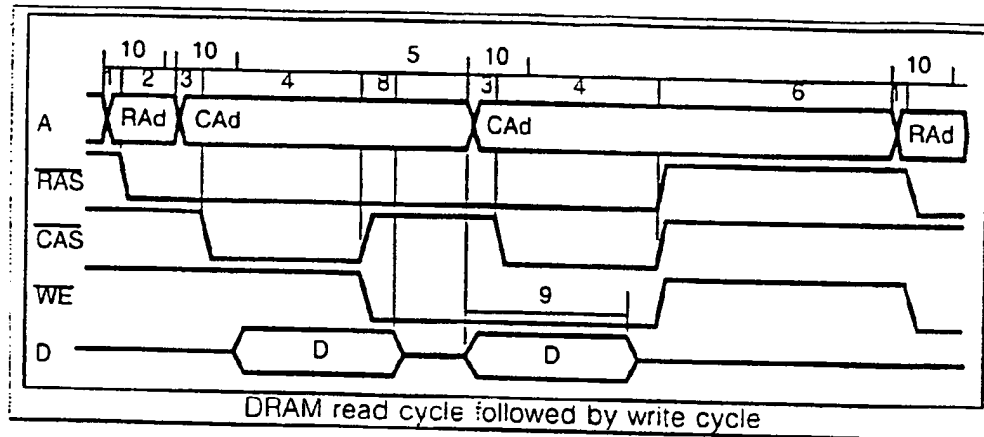 10 10 5 10 10
1 2 3 4 8 3 4 6 1
A RAd CAd CAd RAd
RAS
CAS
WE
9
D D D
DRAM read cycle followed by write cycle